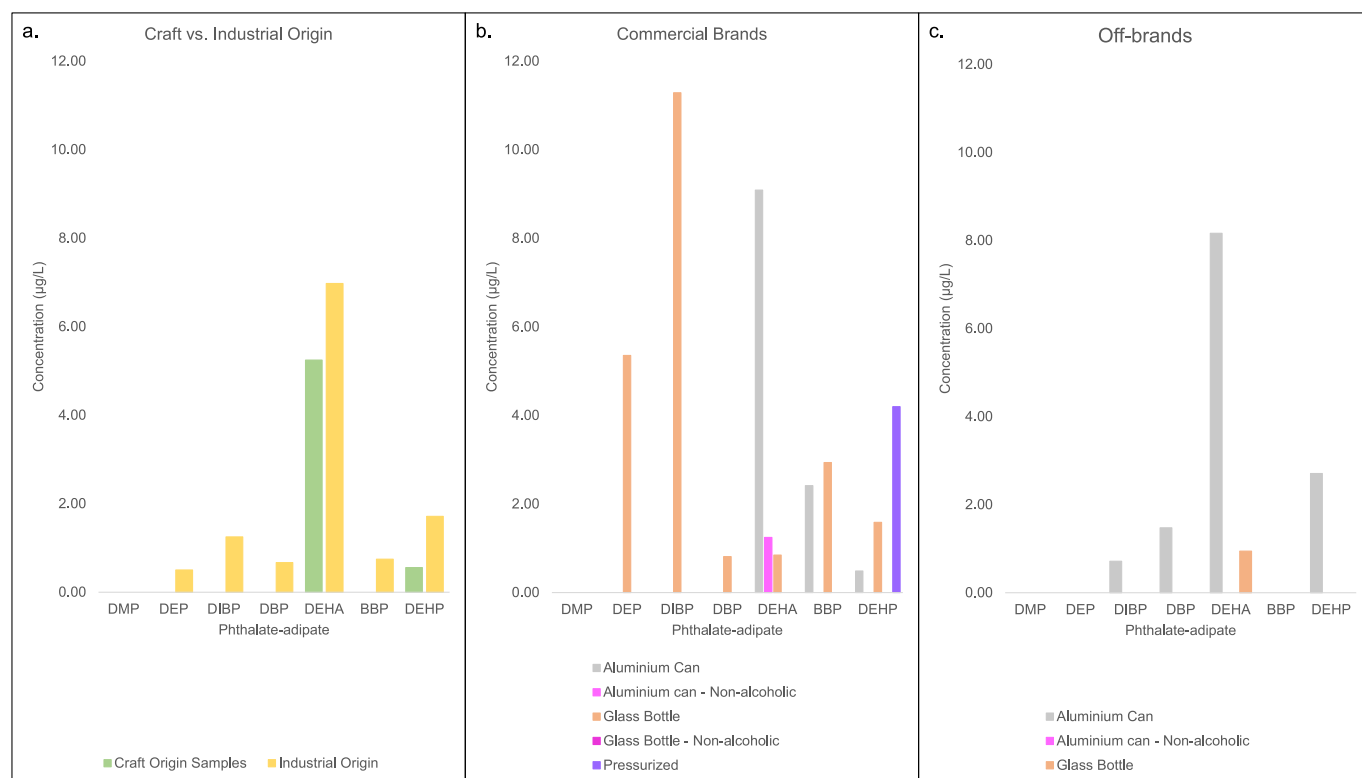 a.
Craft vs. Industrial Origin
12.00
10.00
8.00
6.00
4.00
2.00
0.00
Concentration (µg/L)
DMP DEP DIBP DBP DEHA BBP DEHP
Phthalate-adipate
Craft Origin Samples Industrial Origin
b.
Commercial Brands
12.00
10.00
8.00
6.00
4.00
2.00
0.00
Concentration (µg/L)
DMP DEP DIBP DBP DEHA BBP DEHP
Phthalate-adipate
Aluminium Can
Aluminium can - Non-alcoholic
Glass Bottle
Glass Bottle - Non-alcoholic
Pressurized
c.
Off-brands
12.00
10.00
8.00
6.00
4.00
2.00
0.00
Concentration (µg/L)
DMP DEP DIBP DBP DEHA BBP DEHP
Phthalate-adipate
Aluminium Can
Aluminium can - Non-alcoholic
Glass Bottle